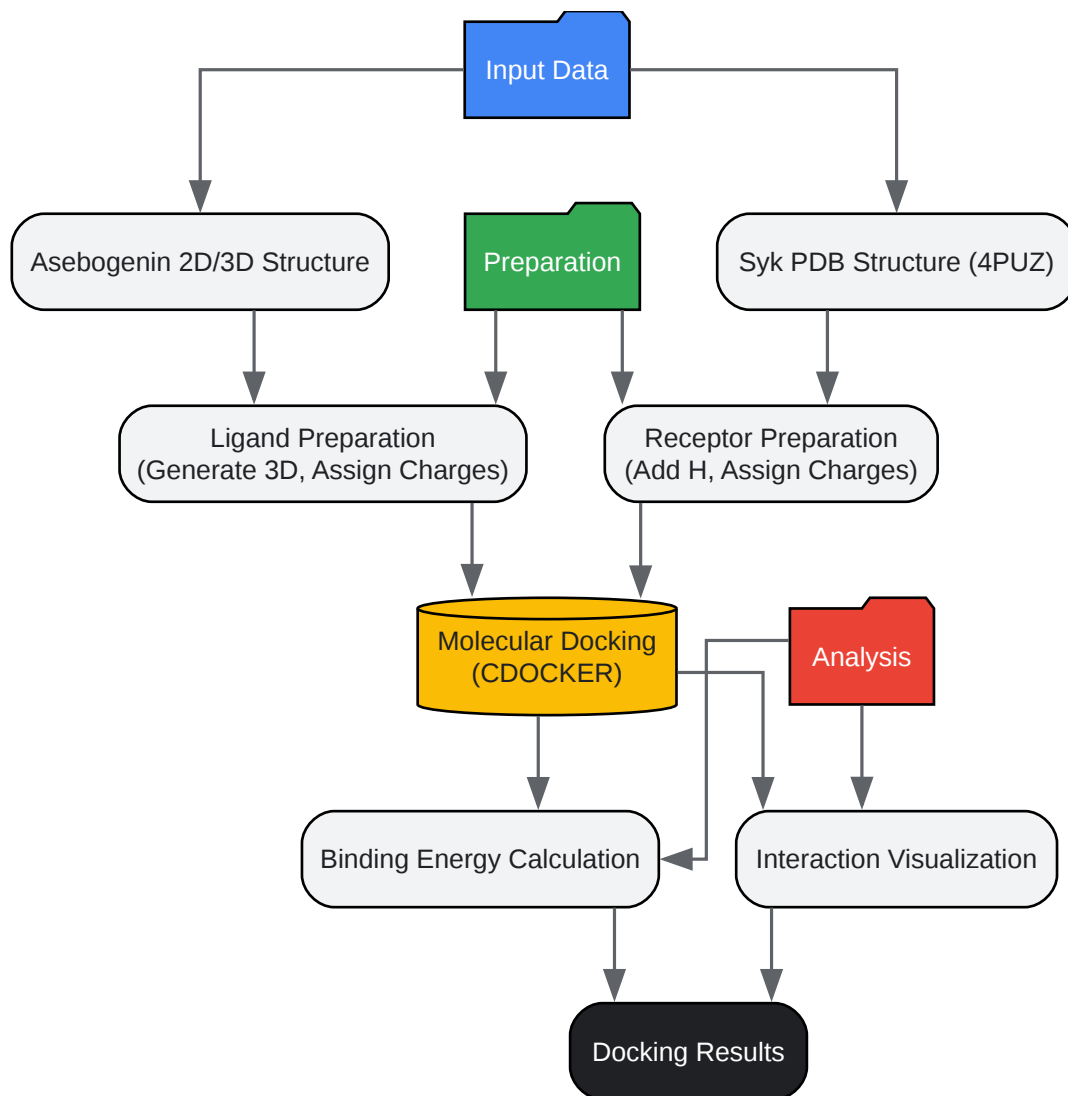 Input Data
Asebogenin 2D/3D Structure
Preparation
Syk PDB Structure (4PUZ)
Ligand Preparation
(Generate 3D, Assign Charges)
Receptor Preparation
(Add H, Assign Charges)
Molecular Docking
(CDOCKER)
Analysis
Binding Energy Calculation
Interaction Visualization
Docking Results